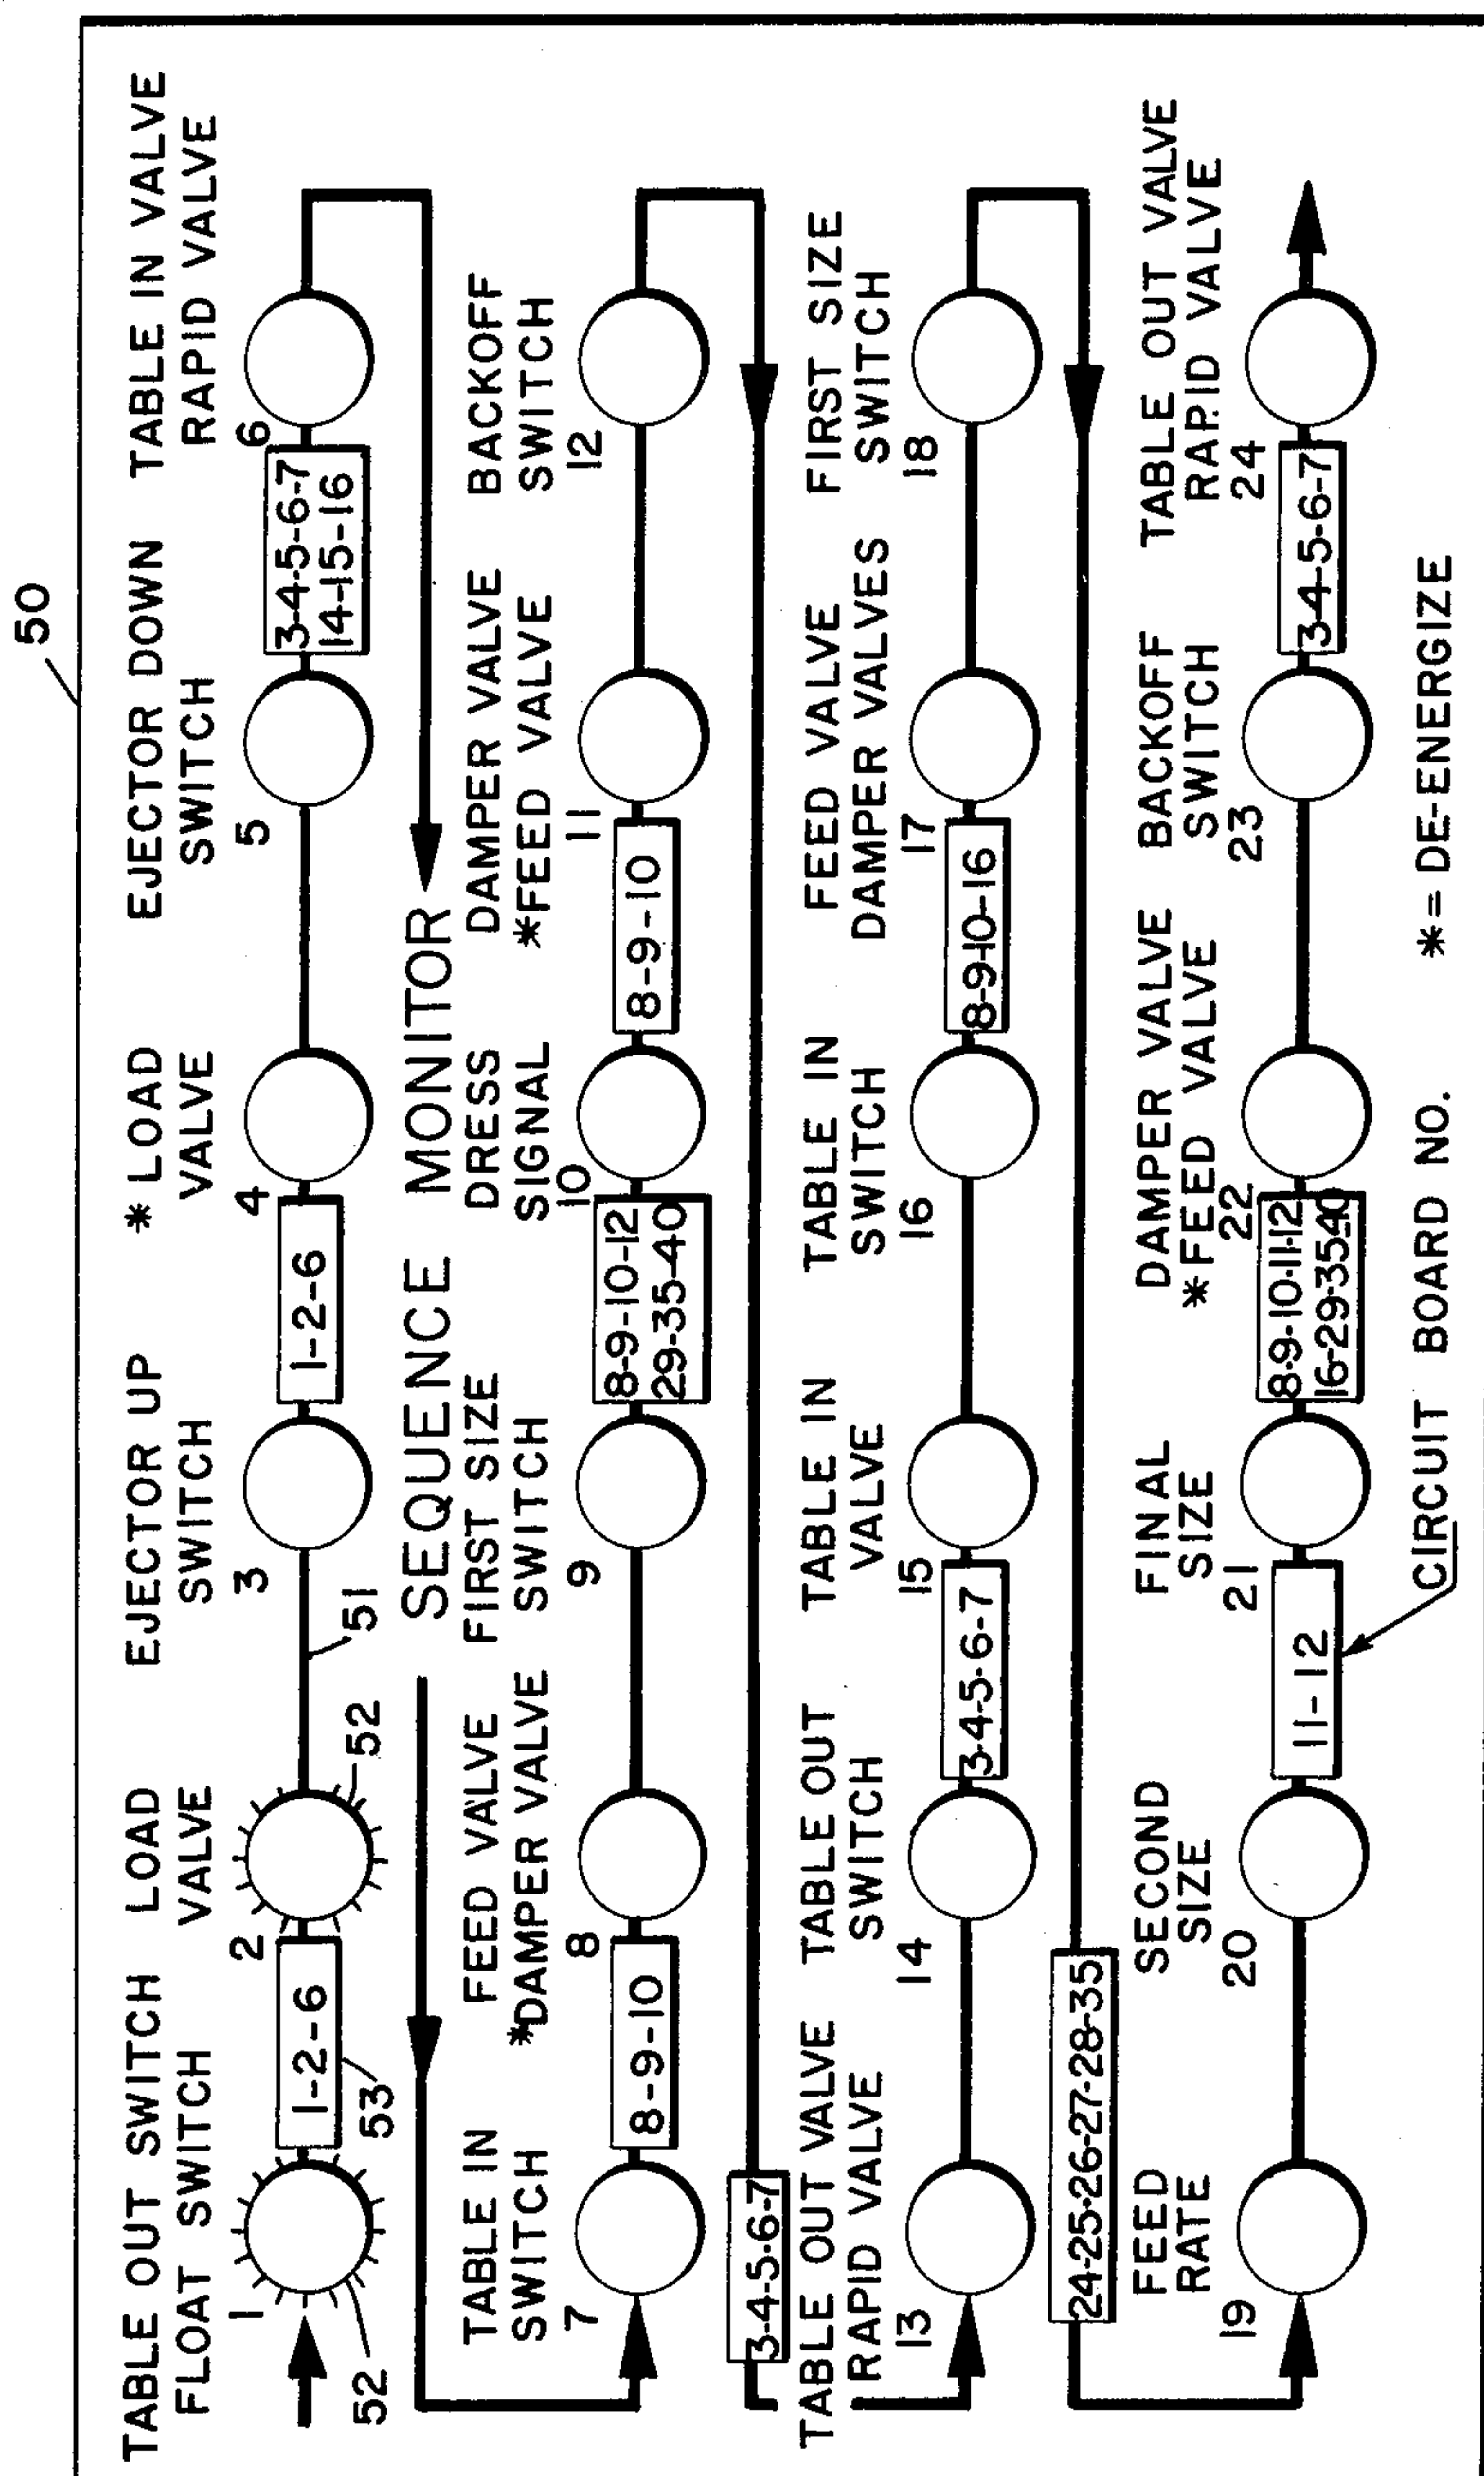 50
TABLE OUT SWITCH
FLOAT SWITCH
LOAD
VALVE
EJECTOR UP
SWITCH
* LOAD
VALVE
EJECTOR DOWN
SWITCH
TABLE IN VALVE
RAPID VALVE
1
1-2-6
2
3
1-2-6
4
5
3-4-5-6-7
14-15-16
6
52
53
52
51
SEQUENCE MONITOR
TABLE IN
SWITCH
FEED VALVE
*DAMPER VALVE
FIRST SIZE
SWITCH
DRESS
SIGNAL
DAMPER VALVE
*FEED VALVE
BACKOFF
SWITCH
7
8-9-10
8
9
8-9-10-12
29-35-40
10
8-9-10
11
12
3-4-5-6-7
TABLE OUT VALVE
RAPID VALVE
TABLE OUT
SWITCH
TABLE IN
VALVE
TABLE IN
SWITCH
FEED VALVE
DAMPER VALVES
FIRST SIZE
SWITCH
13
14
3-4-5-6-7
15
16
8-9-10-16
17
18
24-25-26-27-28-35
FEED
RATE
SECOND
SIZE
FINAL
SIZE
DAMPER VALVE
*FEED VALVE
BACKOFF
SWITCH
TABLE OUT VALVE
RAPID VALVE
19
20
11-12
21
8-9-10-11-12
16-29-35-40
22
23
3-4-5-6-7
24
CIRCUIT BOARD NO.
*= DE-ENERGIZE